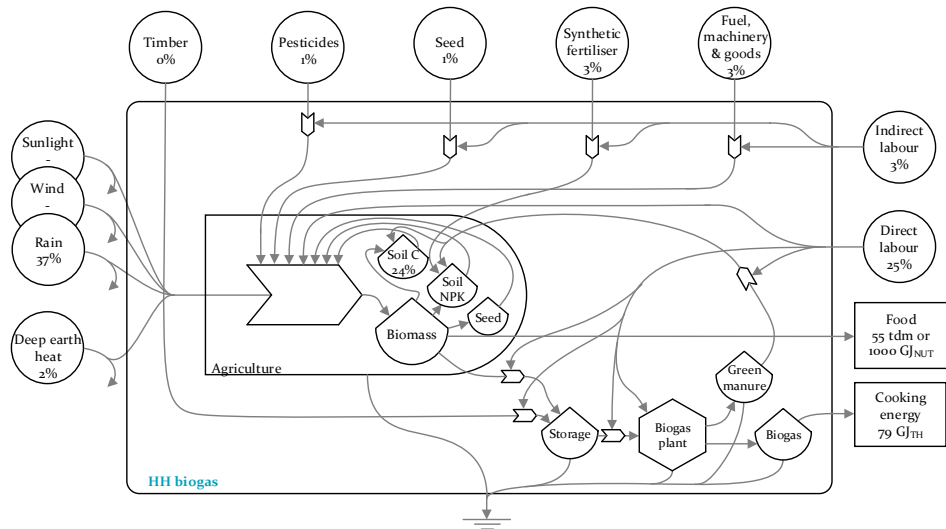 Timber
0%
Pesticides
1%
Seed
1%
Synthetic
fertiliser
3%
Fuel,
machinery
& goods
3%
Sunlight
-
Wind
-
Rain
37%
Deep earth
heat
2%
Indirect
labour
3%
Direct
labour
25%
Soil C
24%
Soil
NPK
Seed
Biomass
Agriculture
Food
55 tdm or
1000 GJNUT
Green
manure
Cooking
energy
79 GJTH
Storage
Biogas
plant
Biogas
HH biogas